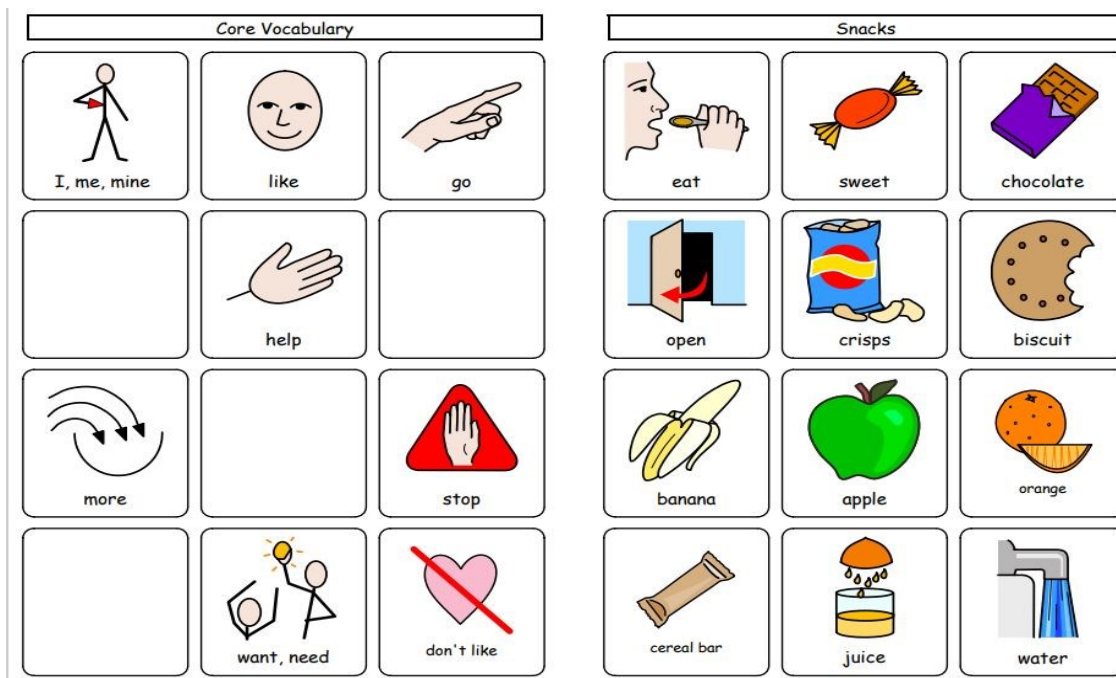 Core Vocabulary
I, me, mine
like
go
help
more
stop
want, need
don't like
Snacks
eat
sweet
chocolate
open
crisps
biscuit
banana
apple
orange
cereal bar
juice
water